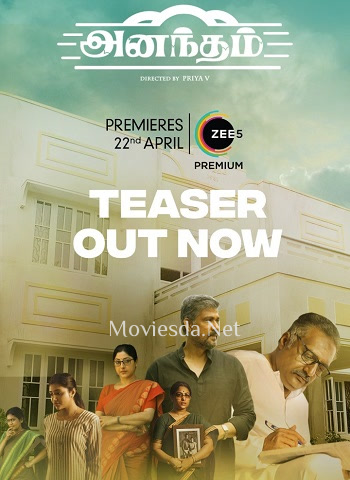 அனந்தம்
DIRECTED BY PRIYA V
PREMIERES
22nd APRIL
ZEE5
PREMIUM
TEASER
OUT NOW
Moviesda.Net